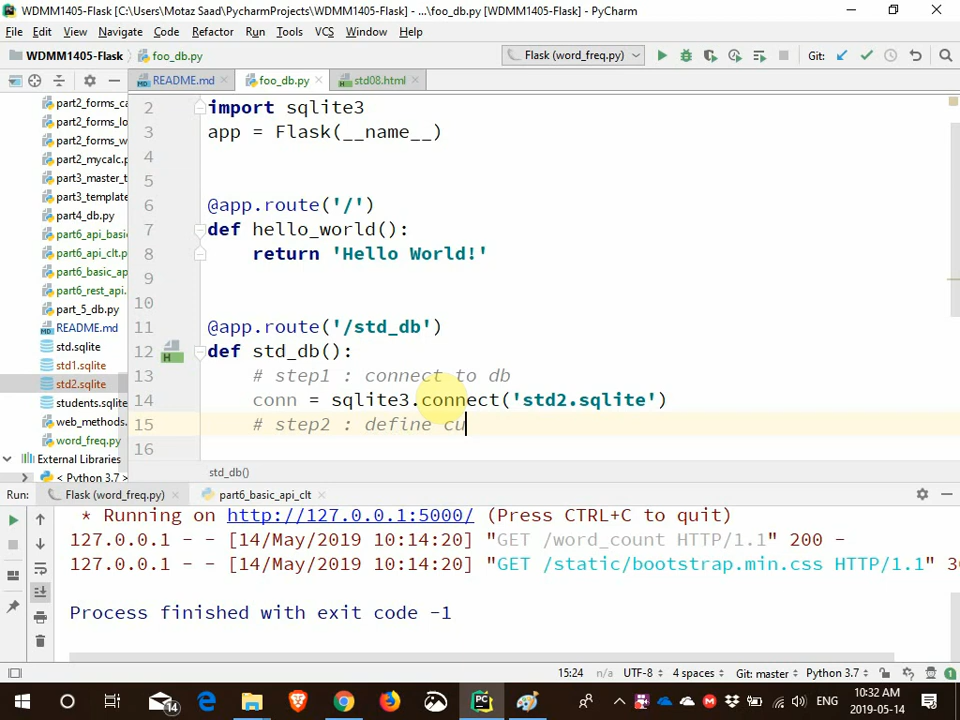 WDMM1405-Flask [C:\Users\Motaz Saad\PycharmProjects\WDMM1405-Flask] - ...\foo_db.py [WDMM1405-Flask] - PyCharm
File Edit View Navigate Code Refactor Run Tools VCS Window Help
WDMM1405-Flask foo_db.py Flask (word_freq.py) Git:
README.md foo_db.py std08.html
part2_forms_ca
part2_forms_lo
part2_forms_w
part2_mycalc.p
part3_master_t
part3_template
part4_db.py
part6_api_basi
part6_api_clt.p
part6_basic_ap
part6_rest_api.
part_5_db.py
README.md
std.sqlite
std1.sqlite
std2.sqlite
students.sqlite
web_methods.
word_freq.py
External Libraries
< Python 3.7 >
2 import sqlite3
3 app = Flask(__name__)
4
5
6 @app.route('/')
7 def hello_world():
8 return 'Hello World!'
9
10
11 @app.route('/std_db')
12 def std_db():
13 # step1 : connect to db
14 conn = sqlite3.connect('std2.sqlite')
15 # step2 : define cu
16
std_db()
Run: Flask (word_freq.py) part6_basic_api_clt
* Running on http://127.0.0.1:5000/ (Press CTRL+C to quit)
127.0.0.1 - - [14/May/2019 10:14:20] "GET /word_count HTTP/1.1" 200 -
127.0.0.1 - - [14/May/2019 10:14:20] "GET /static/bootstrap.min.css HTTP/1.1" 30
Process finished with exit code -1
15:24 n/a UTF-8 4 spaces Git: master Python 3.7
14 ENG 10:32 AM
2019-05-14